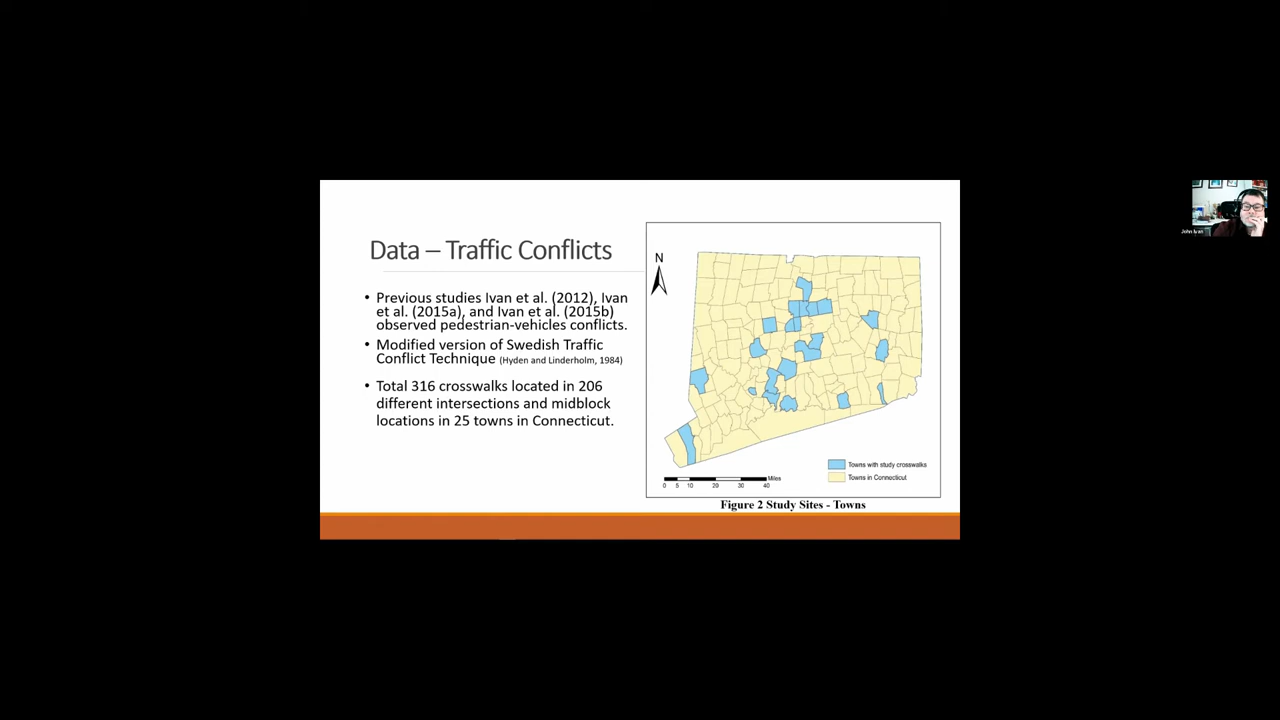 Data – Traffic Conflicts
• Previous studies Ivan et al. (2012), Ivan
et al. (2015a), and Ivan et al. (2015b)
observed pedestrian-vehicles conflicts.
• Modified version of Swedish Traffic
Conflict Technique (Hyden and Linderholm, 1984)
• Total 316 crosswalks located in 206
different intersections and midblock
locations in 25 towns in Connecticut.
N
Towns with study crosswalks
Towns in Connecticut
Miles
0 5 10 20 30 40
Figure 2 Study Sites - Towns
John Ivan